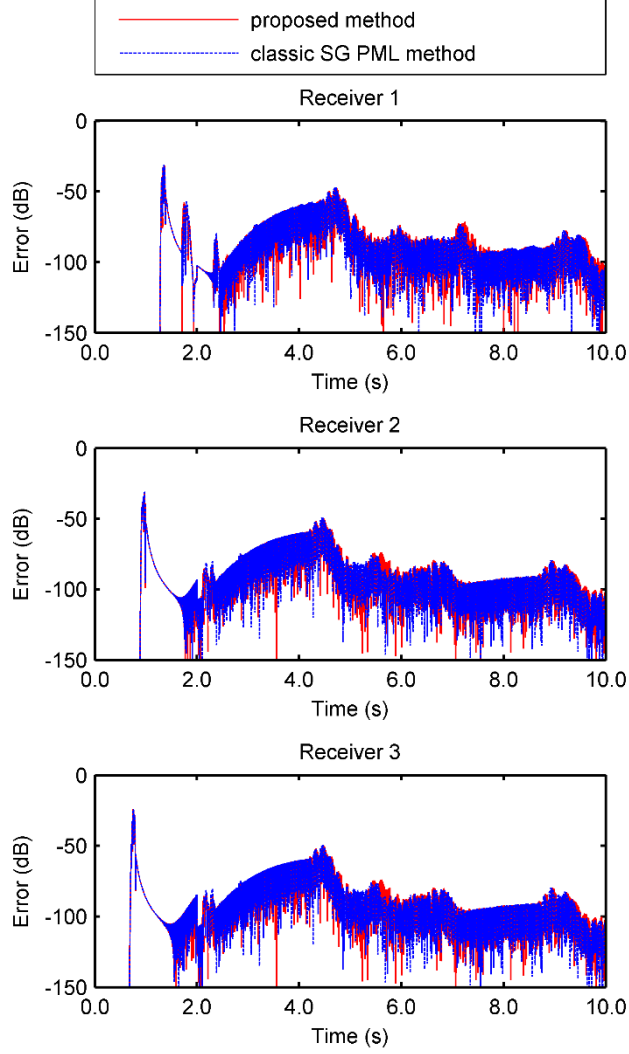 proposed method
classic SG PML method
Receiver 1
0
-50
-100
-150
Error (dB)
0.0 2.0 4.0 6.0 8.0 10.0
Time (s)
Receiver 2
0
-50
-100
-150
Error (dB)
0.0 2.0 4.0 6.0 8.0 10.0
Time (s)
Receiver 3
0
-50
-100
-150
Error (dB)
0.0 2.0 4.0 6.0 8.0 10.0
Time (s)